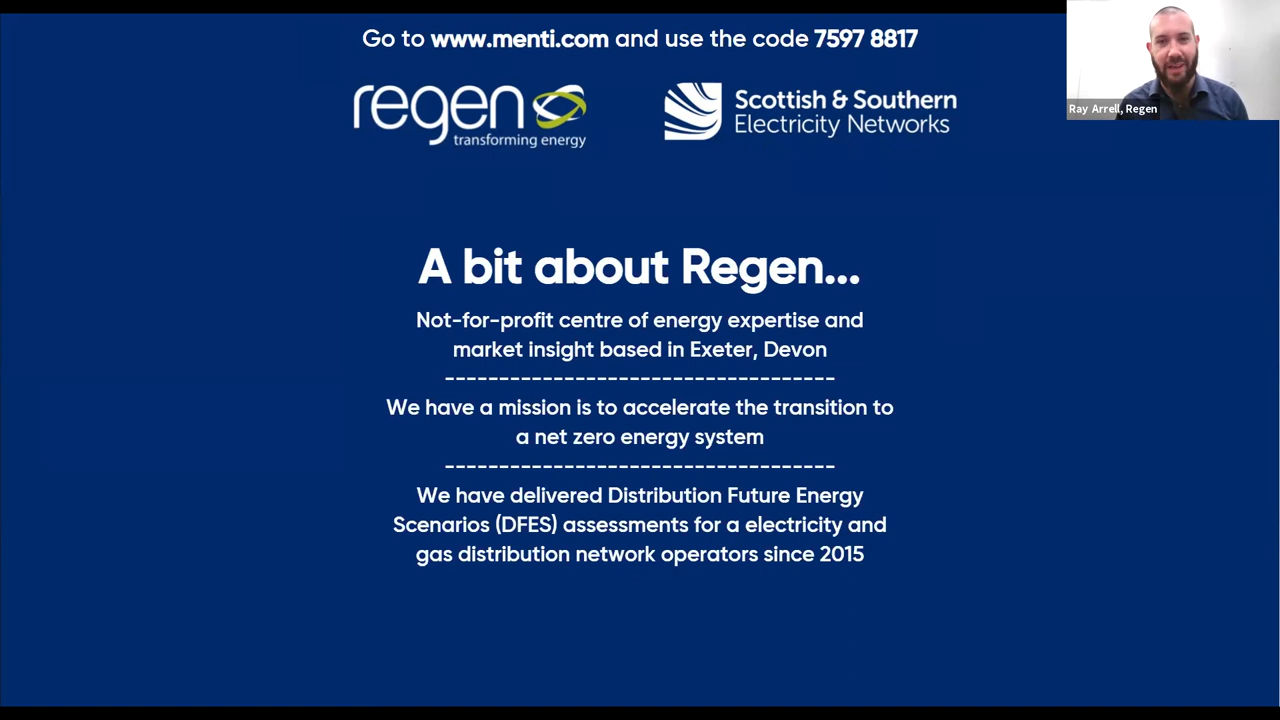 Go to www.menti.com and use the code 7597 8817
regen
transforming energy
Scottish & Southern
Electricity Networks
Ray Arrell, Regen
A bit about Regen...
Not-for-profit centre of energy expertise and
market insight based in Exeter, Devon
------------------------------------
We have a mission is to accelerate the transition to
a net zero energy system
------------------------------------
We have delivered Distribution Future Energy
Scenarios (DFES) assessments for a electricity and
gas distribution network operators since 2015